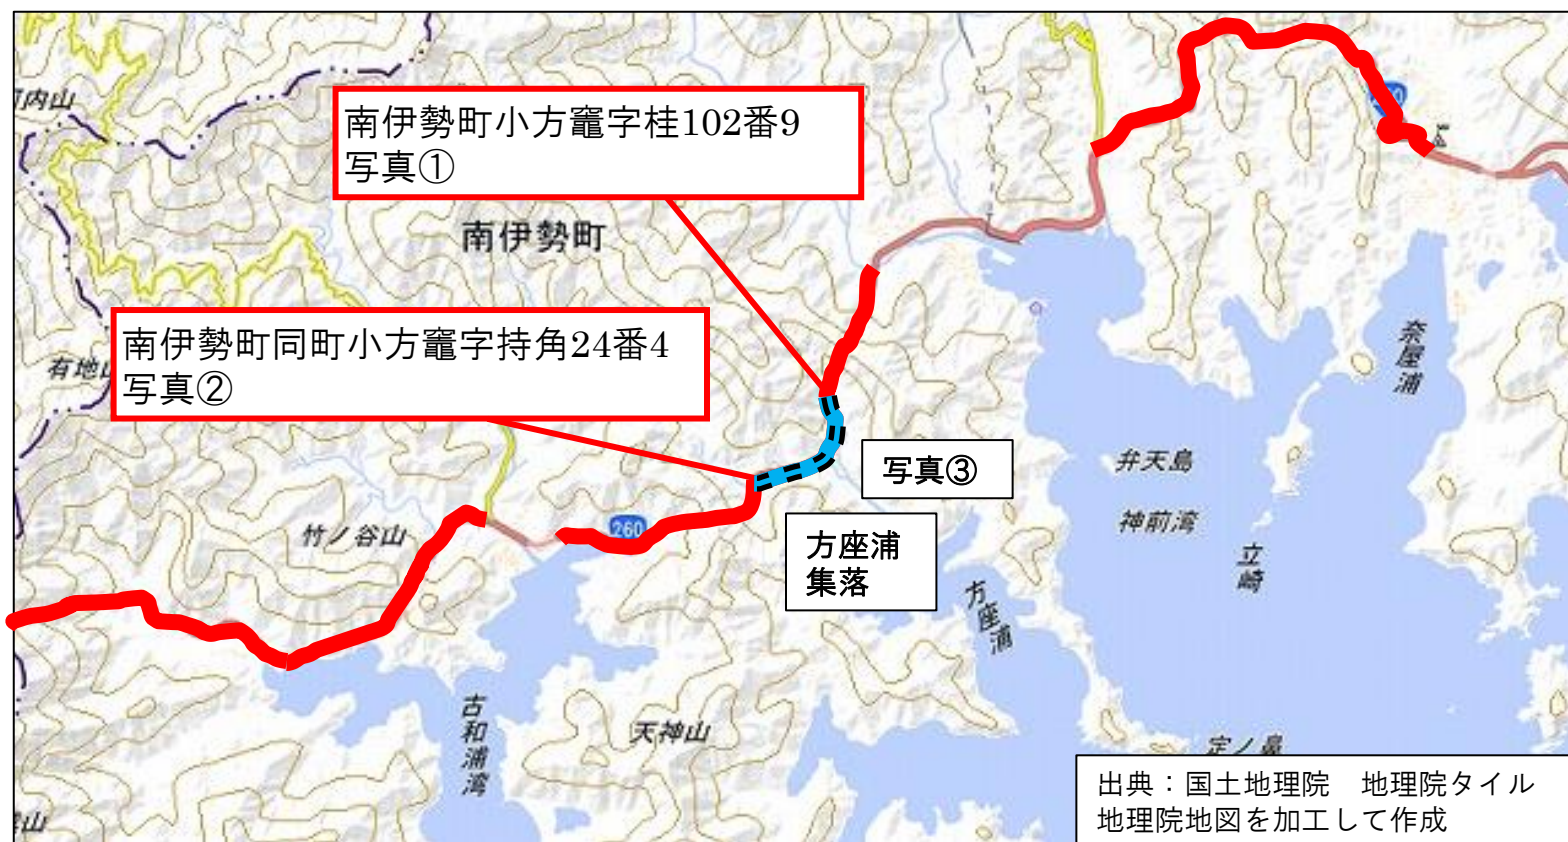 内山
南伊勢町小方竈字桂102番9
写真①
南伊勢町
南伊勢町同町小方竈字持角24番4
写真②
有地山
奈屋浦
写真③
弁天島
神前湾
立崎
竹ノ谷山
260
方座浦
集落
方座浦
古和浦湾
天神山
定ノ鼻
山
出典：国土地理院　地理院タイル
地理院地図を加工して作成